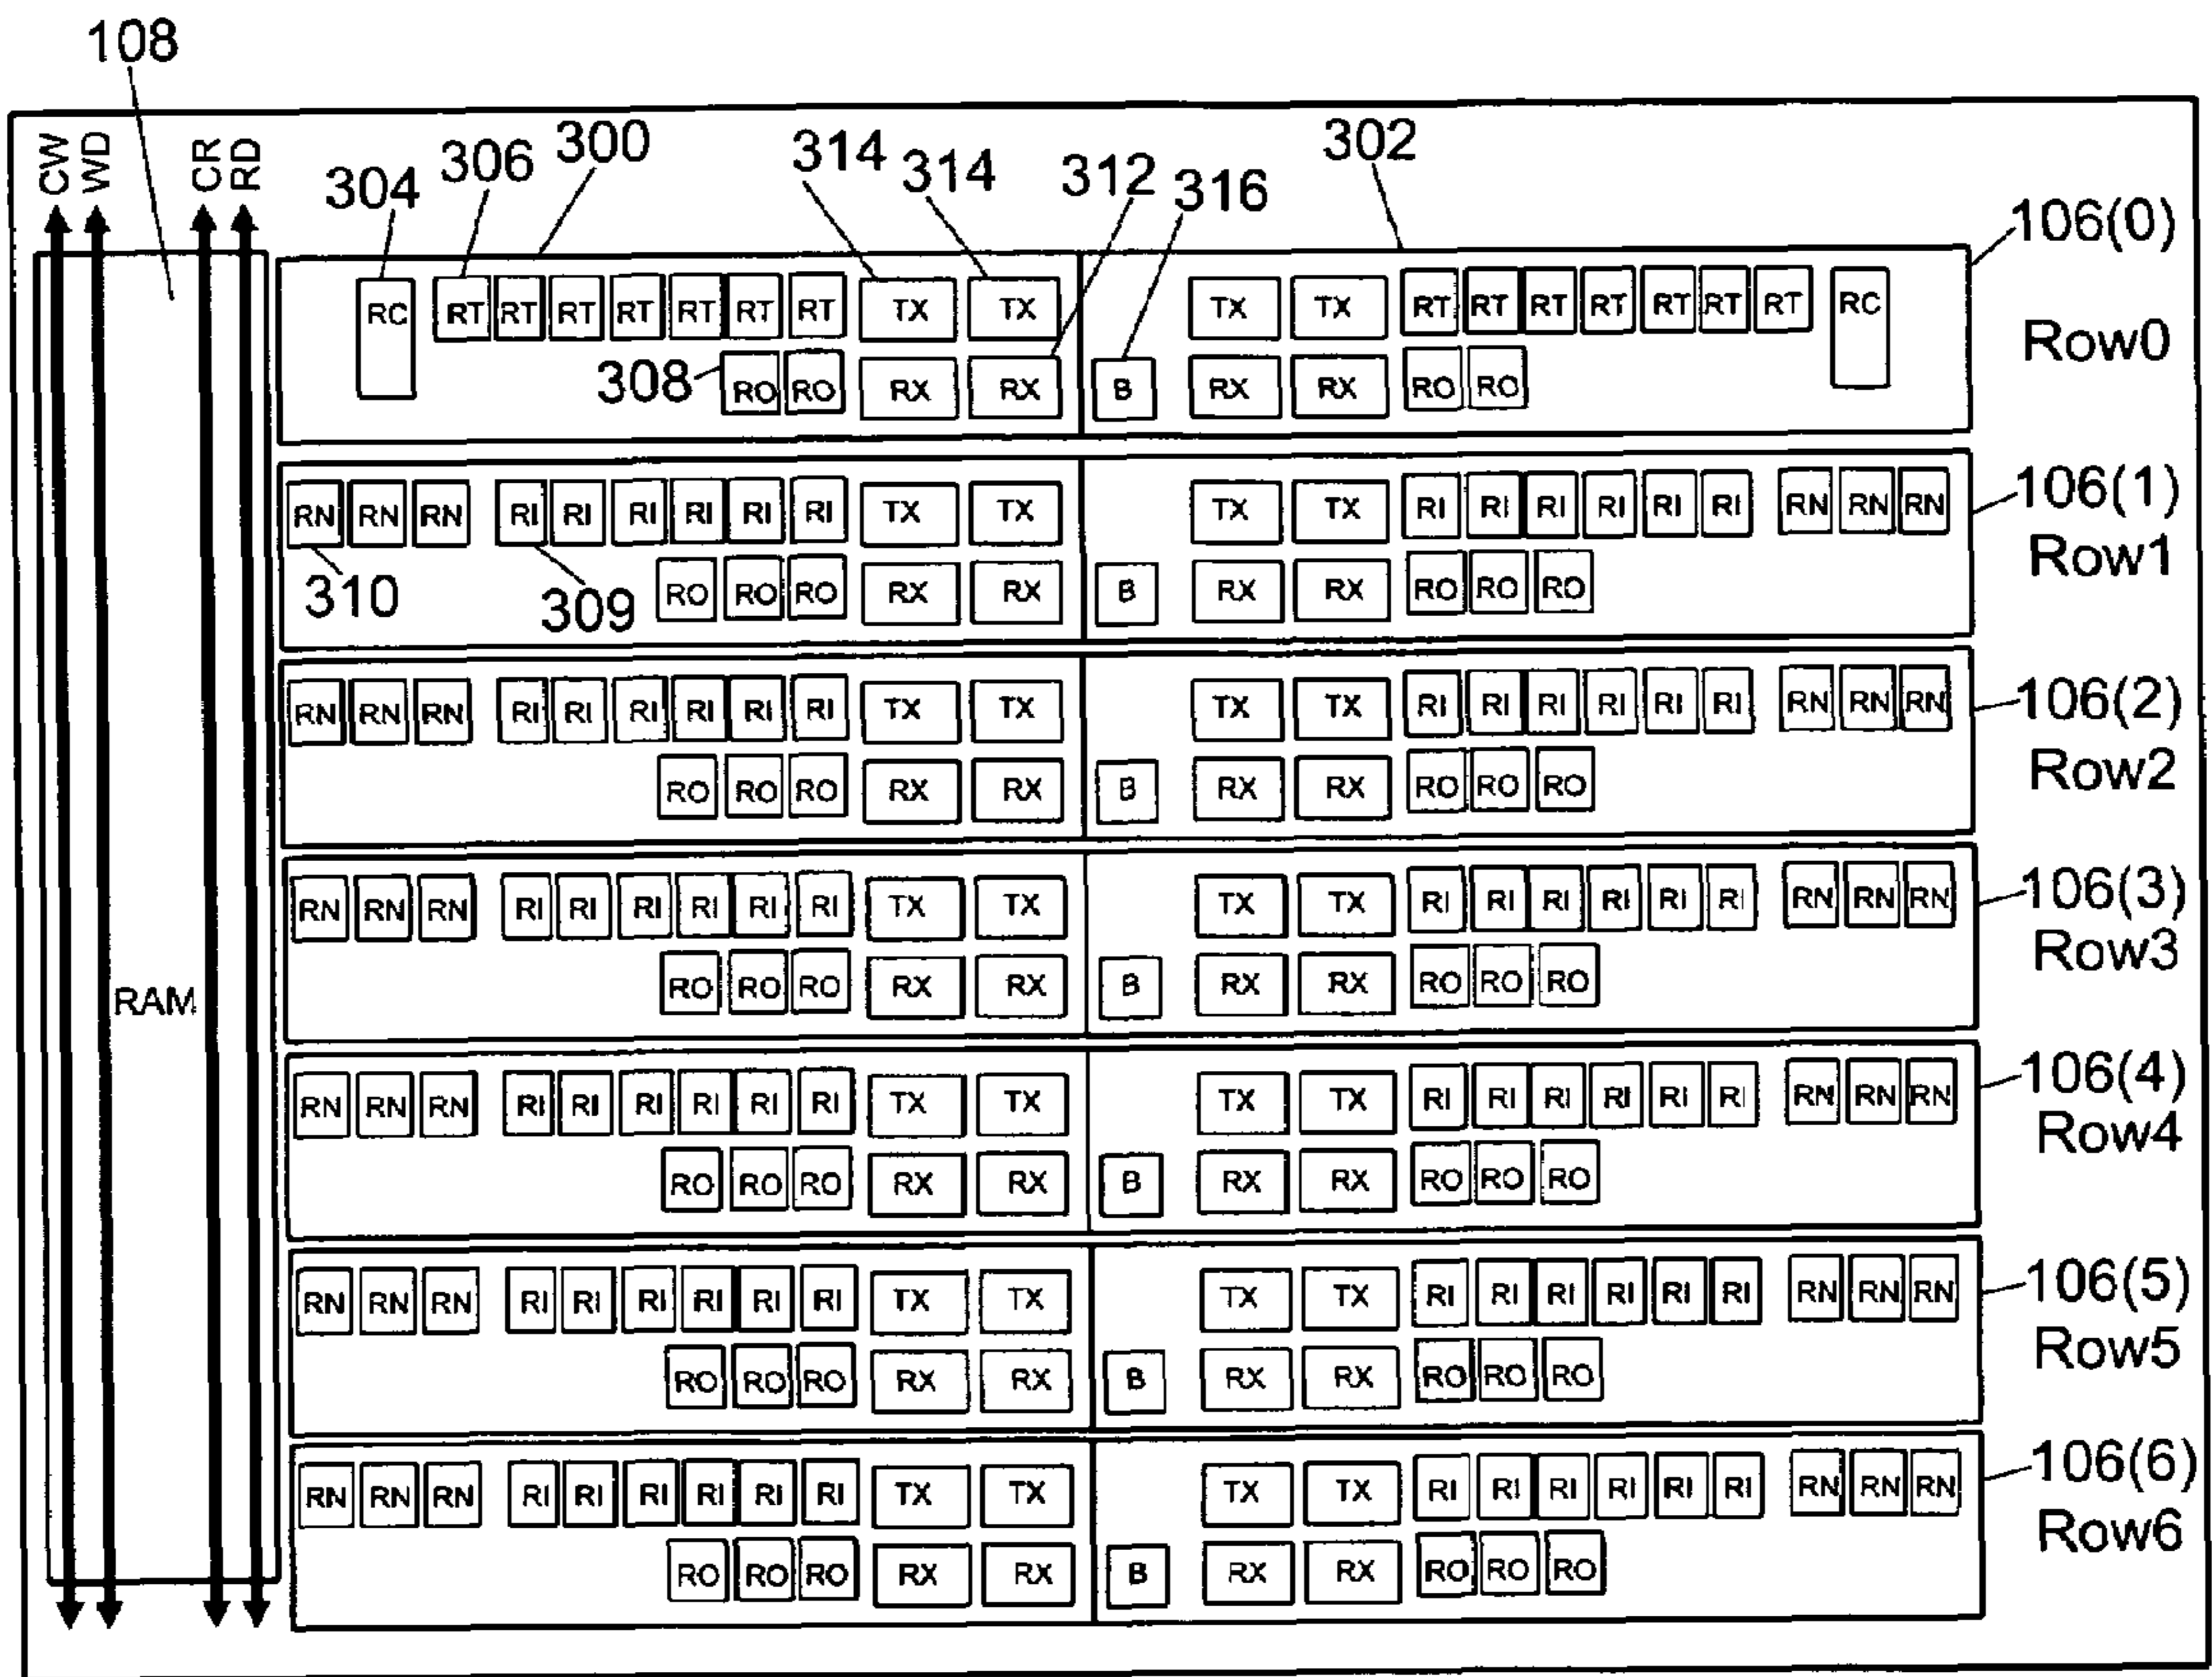 108
CW WD CR RD
304 306 300 314 314 312 316 302 106(0)
RC RT RT RT RT RT RT RT TX TX TX TX RT RT RT RT RT RT RT RC Row0
308 RO RO RX RX B RX RX RO RO
RN RN RN RI RI RI RI RI RI TX TX TX TX RI RI RI RI RI RI RN RN RN 106(1)
310 309 RO RO RO RX RX B RX RX RO RO RO Row1
RN RN RN RI RI RI RI RI RI TX TX TX TX RI RI RI RI RI RI RN RN RN 106(2)
RO RO RO RX RX B RX RX RO RO RO Row2
RN RN RN RI RI RI RI RI RI TX TX TX TX RI RI RI RI RI RI RN RN RN 106(3)
RAM RO RO RO RX RX B RX RX RO RO RO Row3
RN RN RN RI RI RI RI RI RI TX TX TX TX RI RI RI RI RI RI RN RN RN 106(4)
RO RO RO RX RX B RX RX RO RO RO Row4
RN RN RN RI RI RI RI RI RI TX TX TX TX RI RI RI RI RI RI RN RN RN 106(5)
RO RO RO RX RX B RX RX RO RO RO Row5
RN RN RN RI RI RI RI RI RI TX TX TX TX RI RI RI RI RI RI RN RN RN 106(6)
RO RO RO RX RX B RX RX RO RO RO Row6